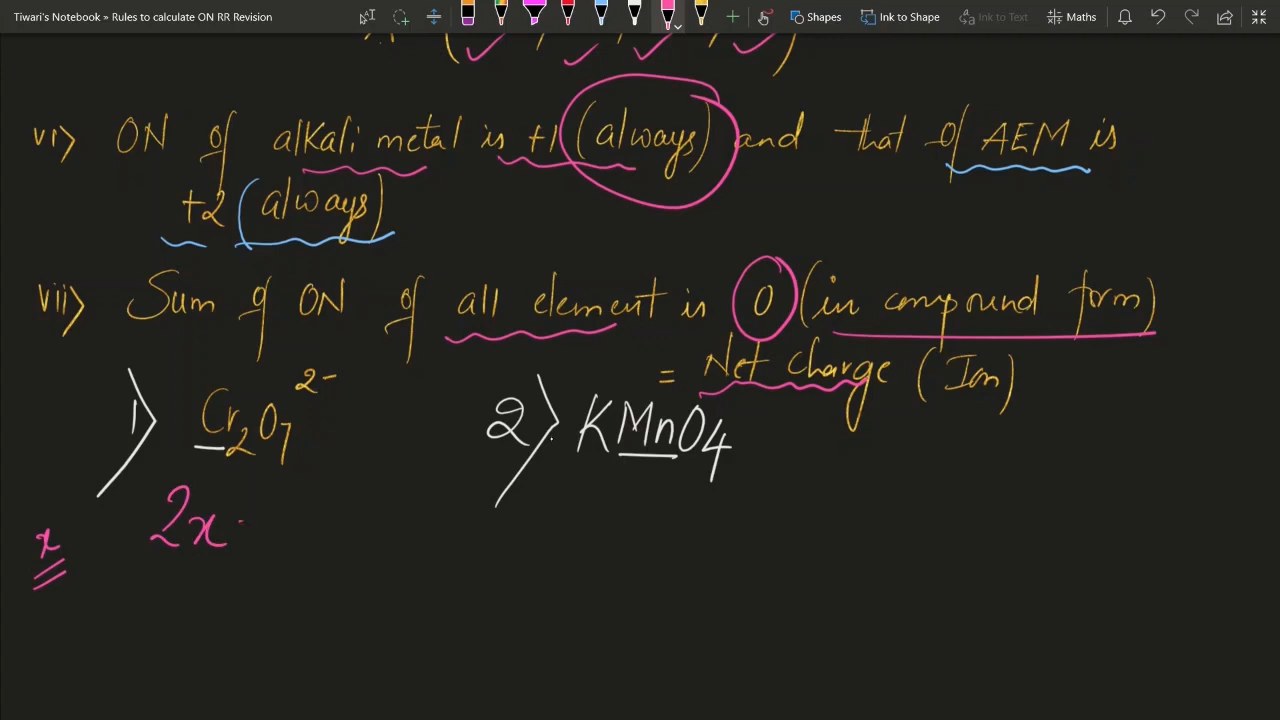 Tiwari's Notebook » Rules to calculate ON RR Revision
Shapes Ink to Shape Ink to Text Maths
vi) ON of alkali metal is +1 (always) and that of AEM is
+2 (always)
vii) Sum of ON of all element is 0 (in compound form)
= Net Charge (Ion)
1) Cr2O7 2- 2) KMnO4
x 2x